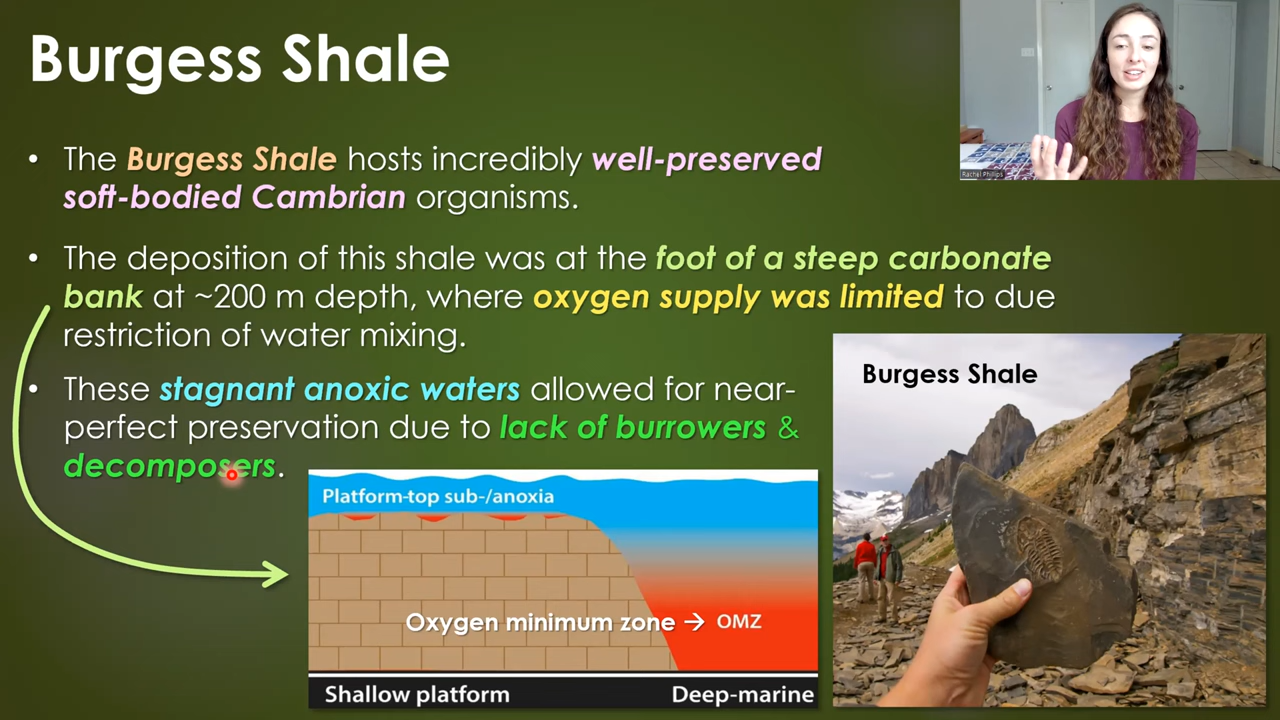 Burgess Shale
• The Burgess Shale hosts incredibly well-preserved
soft-bodied Cambrian organisms.
• The deposition of this shale was at the foot of a steep carbonate
bank at ~200 m depth, where oxygen supply was limited to due
restriction of water mixing.
• These stagnant anoxic waters allowed for near-
perfect preservation due to lack of burrowers &
decomposers.
Platform-top sub-/anoxia
Oxygen minimum zone → OMZ
Shallow platform
Deep-marine
Burgess Shale
Rachel Phillips